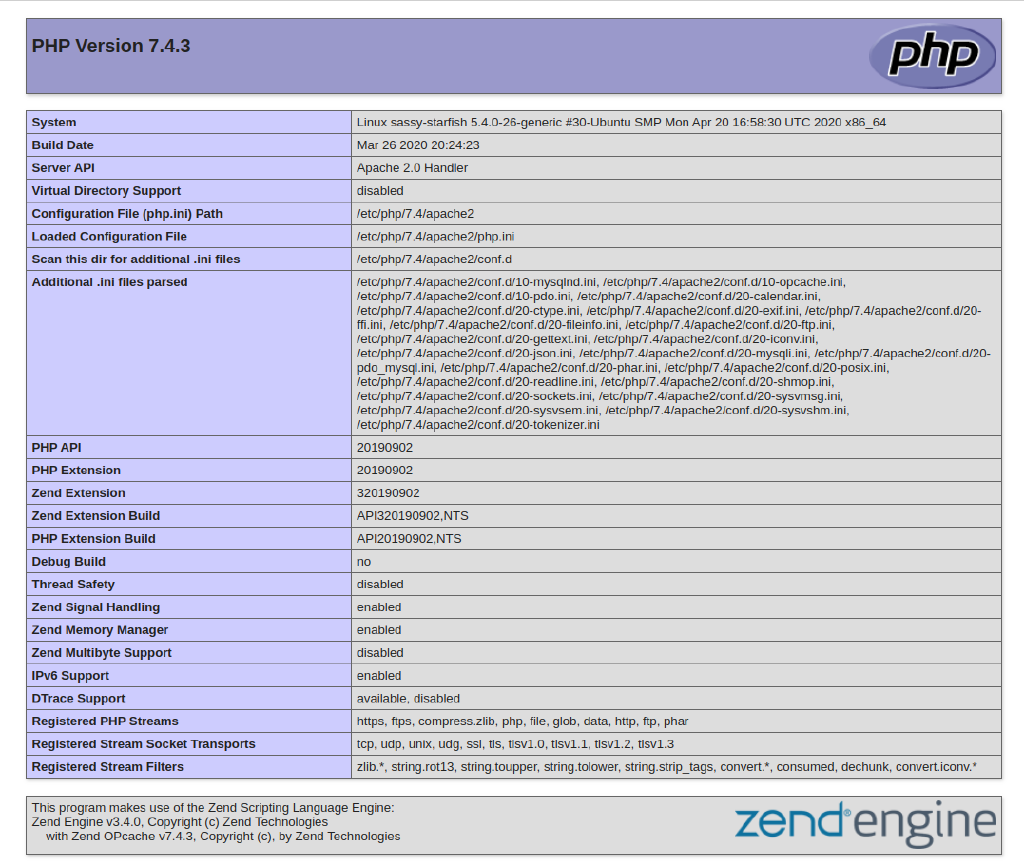 PHP Version 7.4.3
php
System Linux sassy-starfish 5.4.0-26-generic #30-Ubuntu SMP Mon Apr 20 16:58:30 UTC 2020 x86_64
Build Date Mar 26 2020 20:24:23
Server API Apache 2.0 Handler
Virtual Directory Support disabled
Configuration File (php.ini) Path /etc/php/7.4/apache2
Loaded Configuration File /etc/php/7.4/apache2/php.ini
Scan this dir for additional .ini files /etc/php/7.4/apache2/conf.d
Additional .ini files parsed /etc/php/7.4/apache2/conf.d/10-mysqlnd.ini, /etc/php/7.4/apache2/conf.d/10-opcache.ini,
/etc/php/7.4/apache2/conf.d/10-pdo.ini, /etc/php/7.4/apache2/conf.d/20-calendar.ini,
/etc/php/7.4/apache2/conf.d/20-ctype.ini, /etc/php/7.4/apache2/conf.d/20-exif.ini, /etc/php/7.4/apache2/conf.d/20-
ffi.ini, /etc/php/7.4/apache2/conf.d/20-fileinfo.ini, /etc/php/7.4/apache2/conf.d/20-ftp.ini,
/etc/php/7.4/apache2/conf.d/20-gettext.ini, /etc/php/7.4/apache2/conf.d/20-iconv.ini,
/etc/php/7.4/apache2/conf.d/20-json.ini, /etc/php/7.4/apache2/conf.d/20-mysqli.ini, /etc/php/7.4/apache2/conf.d/20-
pdo_mysql.ini, /etc/php/7.4/apache2/conf.d/20-phar.ini, /etc/php/7.4/apache2/conf.d/20-posix.ini,
/etc/php/7.4/apache2/conf.d/20-readline.ini, /etc/php/7.4/apache2/conf.d/20-shmop.ini,
/etc/php/7.4/apache2/conf.d/20-sockets.ini, /etc/php/7.4/apache2/conf.d/20-sysvmsg.ini,
/etc/php/7.4/apache2/conf.d/20-sysvsem.ini, /etc/php/7.4/apache2/conf.d/20-sysvshm.ini,
/etc/php/7.4/apache2/conf.d/20-tokenizer.ini
PHP API 20190902
PHP Extension 20190902
Zend Extension 320190902
Zend Extension Build API320190902,NTS
PHP Extension Build API20190902,NTS
Debug Build no
Thread Safety disabled
Zend Signal Handling enabled
Zend Memory Manager enabled
Zend Multibyte Support disabled
IPv6 Support enabled
DTrace Support available, disabled
Registered PHP Streams https, ftps, compress.zlib, php, file, glob, data, http, ftp, phar
Registered Stream Socket Transports tcp, udp, unix, udg, ssl, tls, tlsv1.0, tlsv1.1, tlsv1.2, tlsv1.3
Registered Stream Filters zlib.*, string.rot13, string.toupper, string.tolower, string.strip_tags, convert.*, consumed, dechunk, convert.iconv.*
This program makes use of the Zend Scripting Language Engine:
Zend Engine v3.4.0, Copyright (c) Zend Technologies
with Zend OPcache v7.4.3, Copyright (c), by Zend Technologies
zend® engine